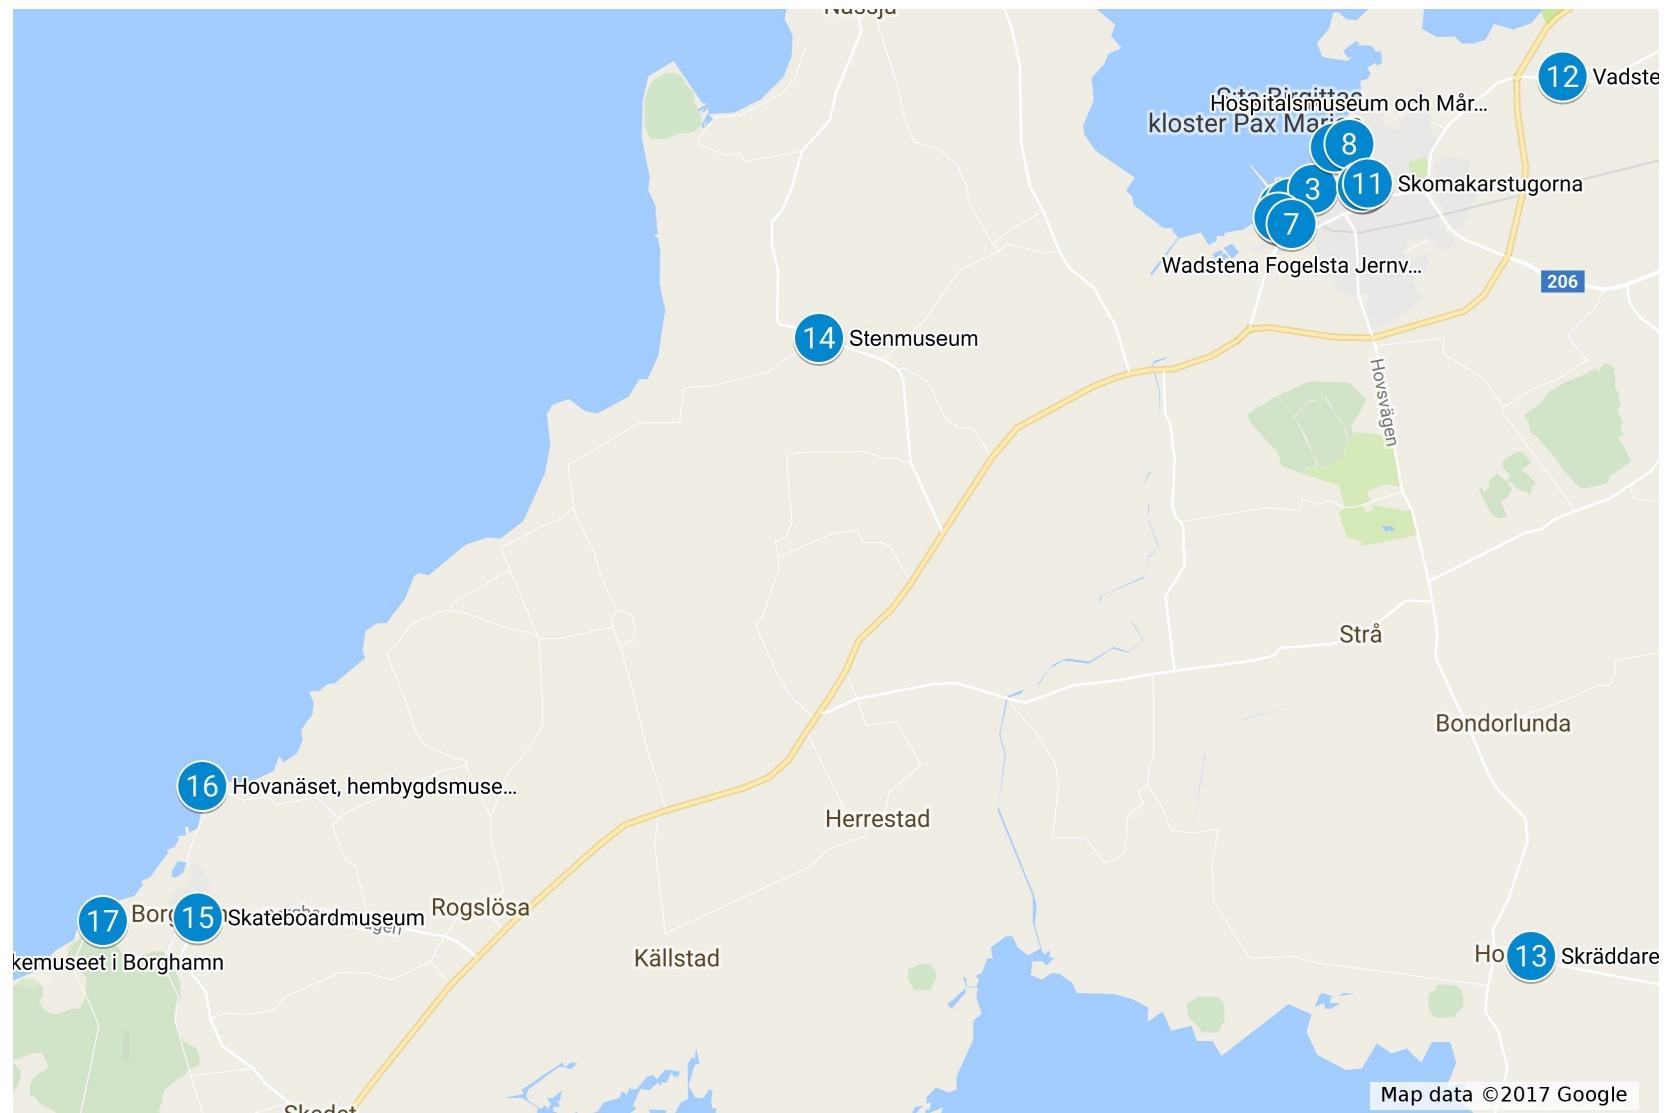 Nässja
12
Vadste
Hospitalsmuseum och Mår...
kloster Pax Mariae
8
3
11
Skomakarstugorna
7
Wadstena Fogelsta Jernv...
206
14
Stenmuseum
Hovsvägen
Strå
Bondorlunda
16
Hovanäset, hembygdsmuse...
Herrestad
17
15
Skateboardmuseum
Rogslösa
kemuseet i Borghamn
Källstad
Ho
13
Skräddare
Map data ©2017 Google